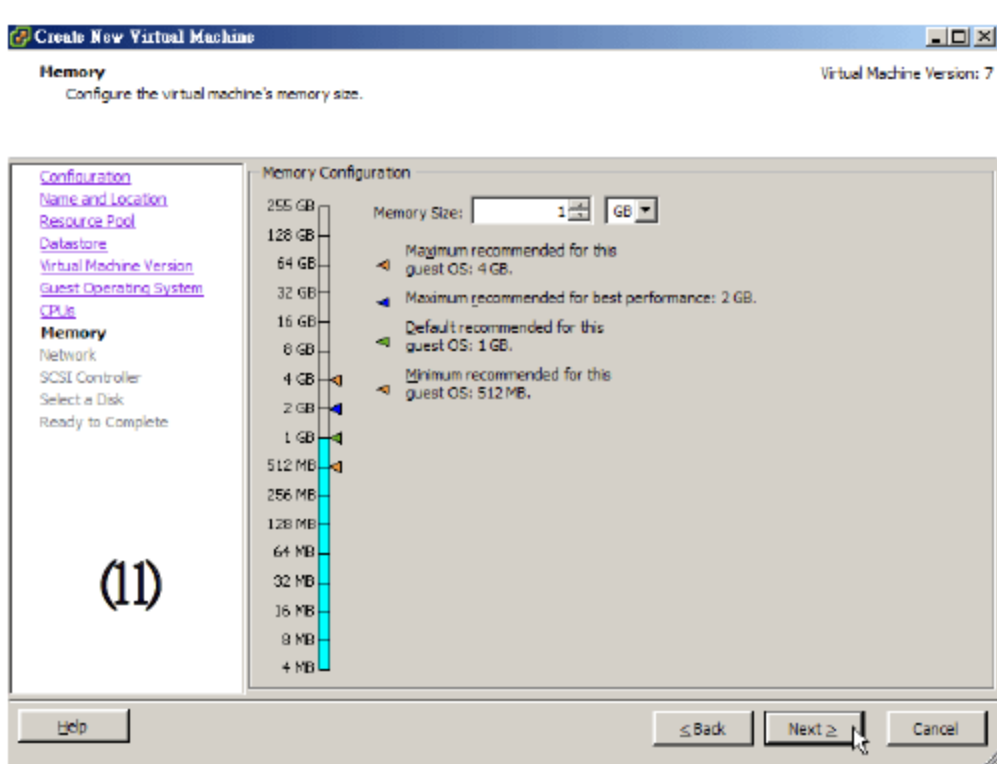 Create New Virtual Machine
Memory
Virtual Machine Version: 7
Configure the virtual machine's memory size.
Configuration
Name and Location
Resource Pool
Datastore
Virtual Machine Version
Guest Operating System
CPUs
Memory
Network
SCSI Controller
Select a Disk
Ready to Complete
(11)
Memory Configuration
255 GB
128 GB
64 GB
32 GB
16 GB
8 GB
4 GB
2 GB
1 GB
512 MB
256 MB
128 MB
64 MB
32 MB
16 MB
8 MB
4 MB
Memory Size: 1 GB
Maximum recommended for this
guest OS: 4 GB.
Maximum recommended for best performance: 2 GB.
Default recommended for this
guest OS: 1 GB.
Minimum recommended for this
guest OS: 512 MB.
Help
≤ Back
Next ≥
Cancel